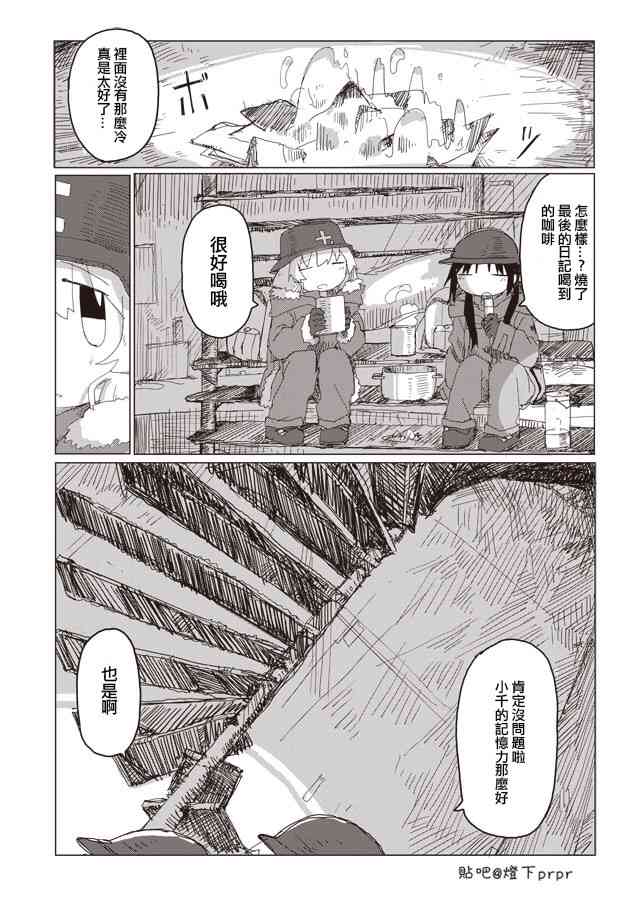 裡面沒有那麼冷
真是太好了…
ボ
怎麼樣…？燒了
最後的日記喝到
的咖啡
很好喝哦
肯定沒問題啦
小千的記憶力那麼好
也是啊
貼吧@燈下prpr